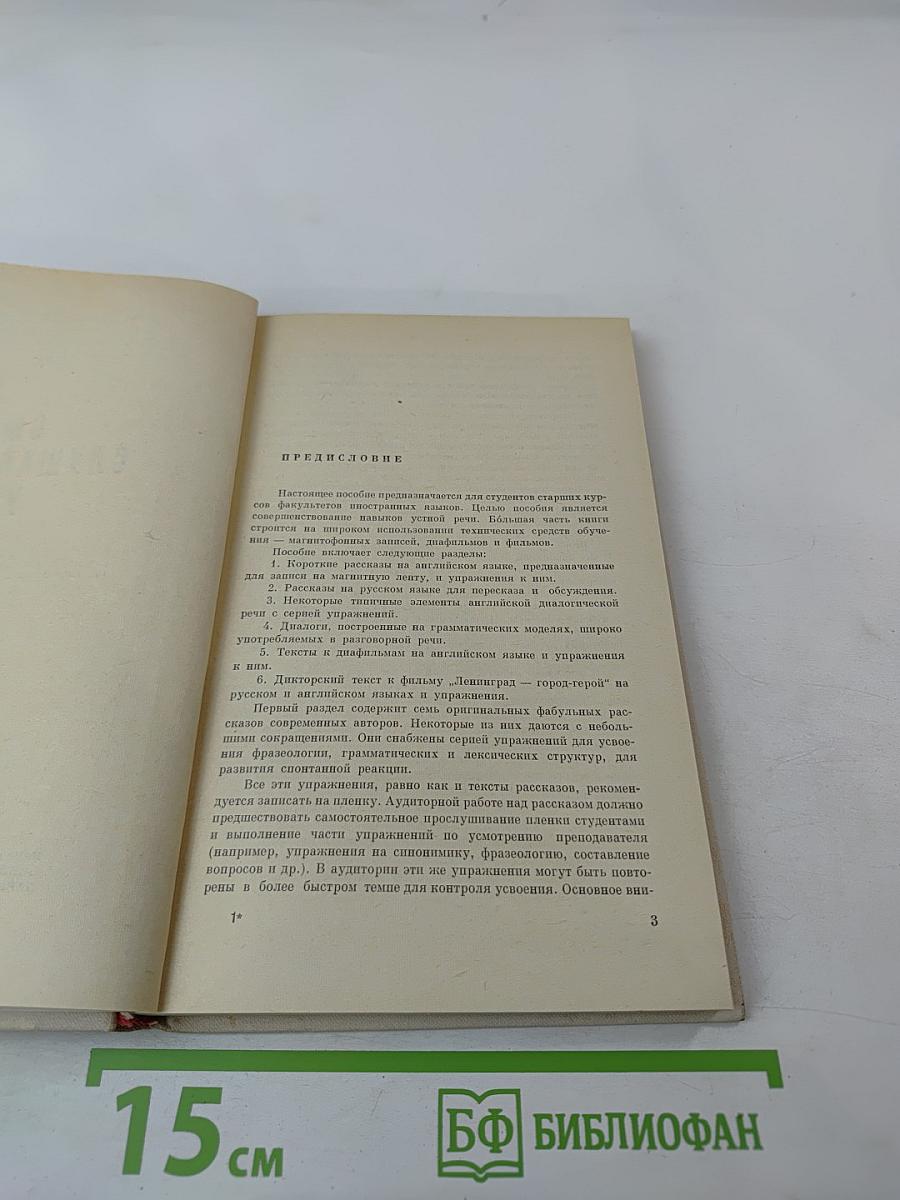 ПРЕДИСЛОВИЕ
Настоящее пособие предназначается для студентов старших кур-
сов факультетов иностранных языков. Целью пособия является
совершенствование навыков устной речи. Бо́льшая часть книги
строится на широком использовании технических средств обуче-
ния — магнитофонных записей, диафильмов и фильмов.
Пособие включает следующие разделы:
1. Короткие рассказы на английском языке, предназначенные
для записи на магнитную ленту, и упражнения к ним.
2. Рассказы на русском языке для пересказа и обсуждения.
3. Некоторые типичные элементы английской диалогической
речи с серией упражнений.
4. Диалоги, построенные на грамматических моделях, широко
употребляемых в разговорной речи.
5. Тексты к диафильмам на английском языке и упражнения
к ним.
6. Дикторский текст к фильму „Ленинград — город-герой“ на
русском и английском языках и упражнения.
Первый раздел содержит семь оригинальных фабульных рас-
сказов современных авторов. Некоторые из них даются с неболь-
шими сокращениями. Они снабжены серией упражнений для усвое-
ния фразеологии, грамматических и лексических структур, для
развития спонтанной реакции.
Все эти упражнения, равно как и тексты рассказов, рекомен-
дуется записать на пленку. Аудиторной работе над рассказом должно
предшествовать самостоятельное прослушивание пленки студентами
и выполнение части упражнений по усмотрению преподавателя
(например, упражнения на синонимику, фразеологию, составление
вопросов и др.). В аудитории эти же упражнения могут быть повто-
рены в более быстром темпе для контроля усвоения. Основное вни-
1*
3
15 см
БФ БИБЛИОФАН